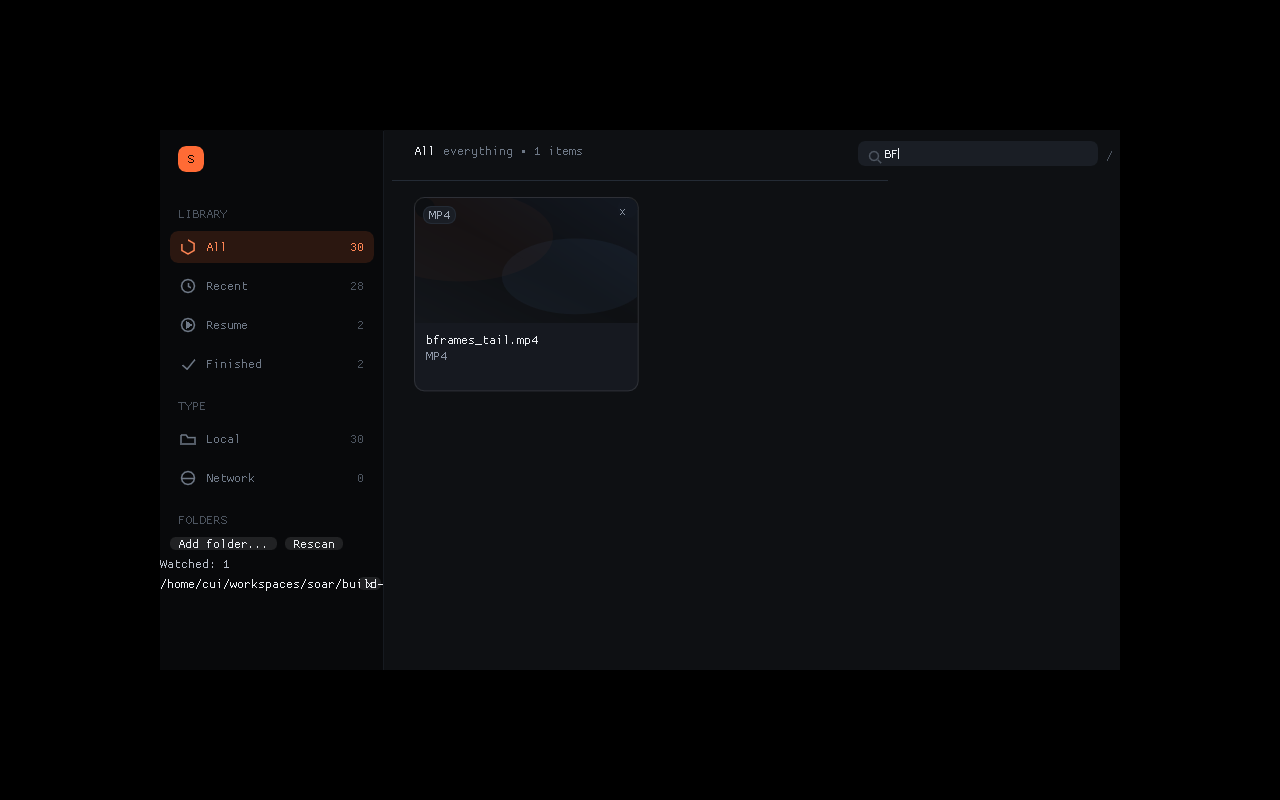 S
All everything • 1 items
BF
/
LIBRARY
All 30
Recent 28
Resume 2
Finished 2
TYPE
Local 30
Network 0
FOLDERS
Add folder... Rescan
Watched: 1
/home/cui/workspaces/soar/build-
x
MP4 x
bframes_tail.mp4
MP4